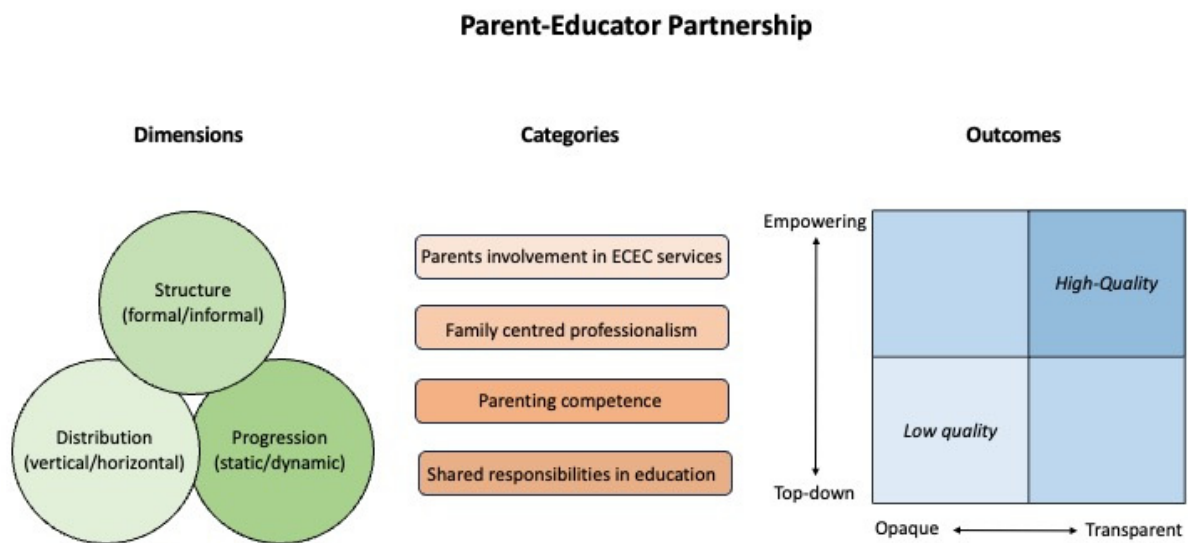 Parent-Educator Partnership
Dimensions
Categories
Outcomes
Structure
(formal/informal)
Distribution
(vertical/horizontal)
Progression
(static/dynamic)
Parents involvement in ECEC services
Family centred professionalism
Parenting competence
Shared responsibilities in education
Empowering
High-Quality
Low quality
Top-down
Opaque
Transparent